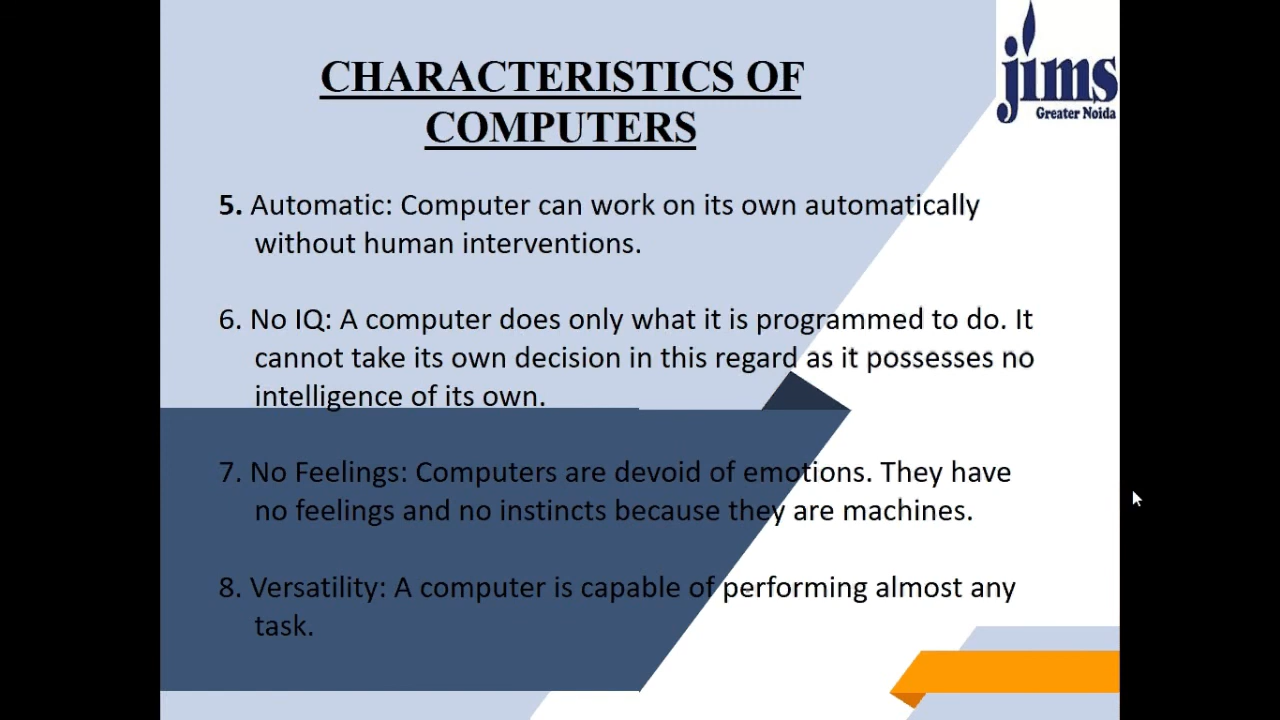 CHARACTERISTICS OF
COMPUTERS
jims
Greater Noida
5. Automatic: Computer can work on its own automatically
without human interventions.
6. No IQ: A computer does only what it is programmed to do. It
cannot take its own decision in this regard as it possesses no
intelligence of its own.
7. No Feelings: Computers are devoid of emotions. They have
no feelings and no instincts because they are machines.
8. Versatility: A computer is capable of performing almost any
task.